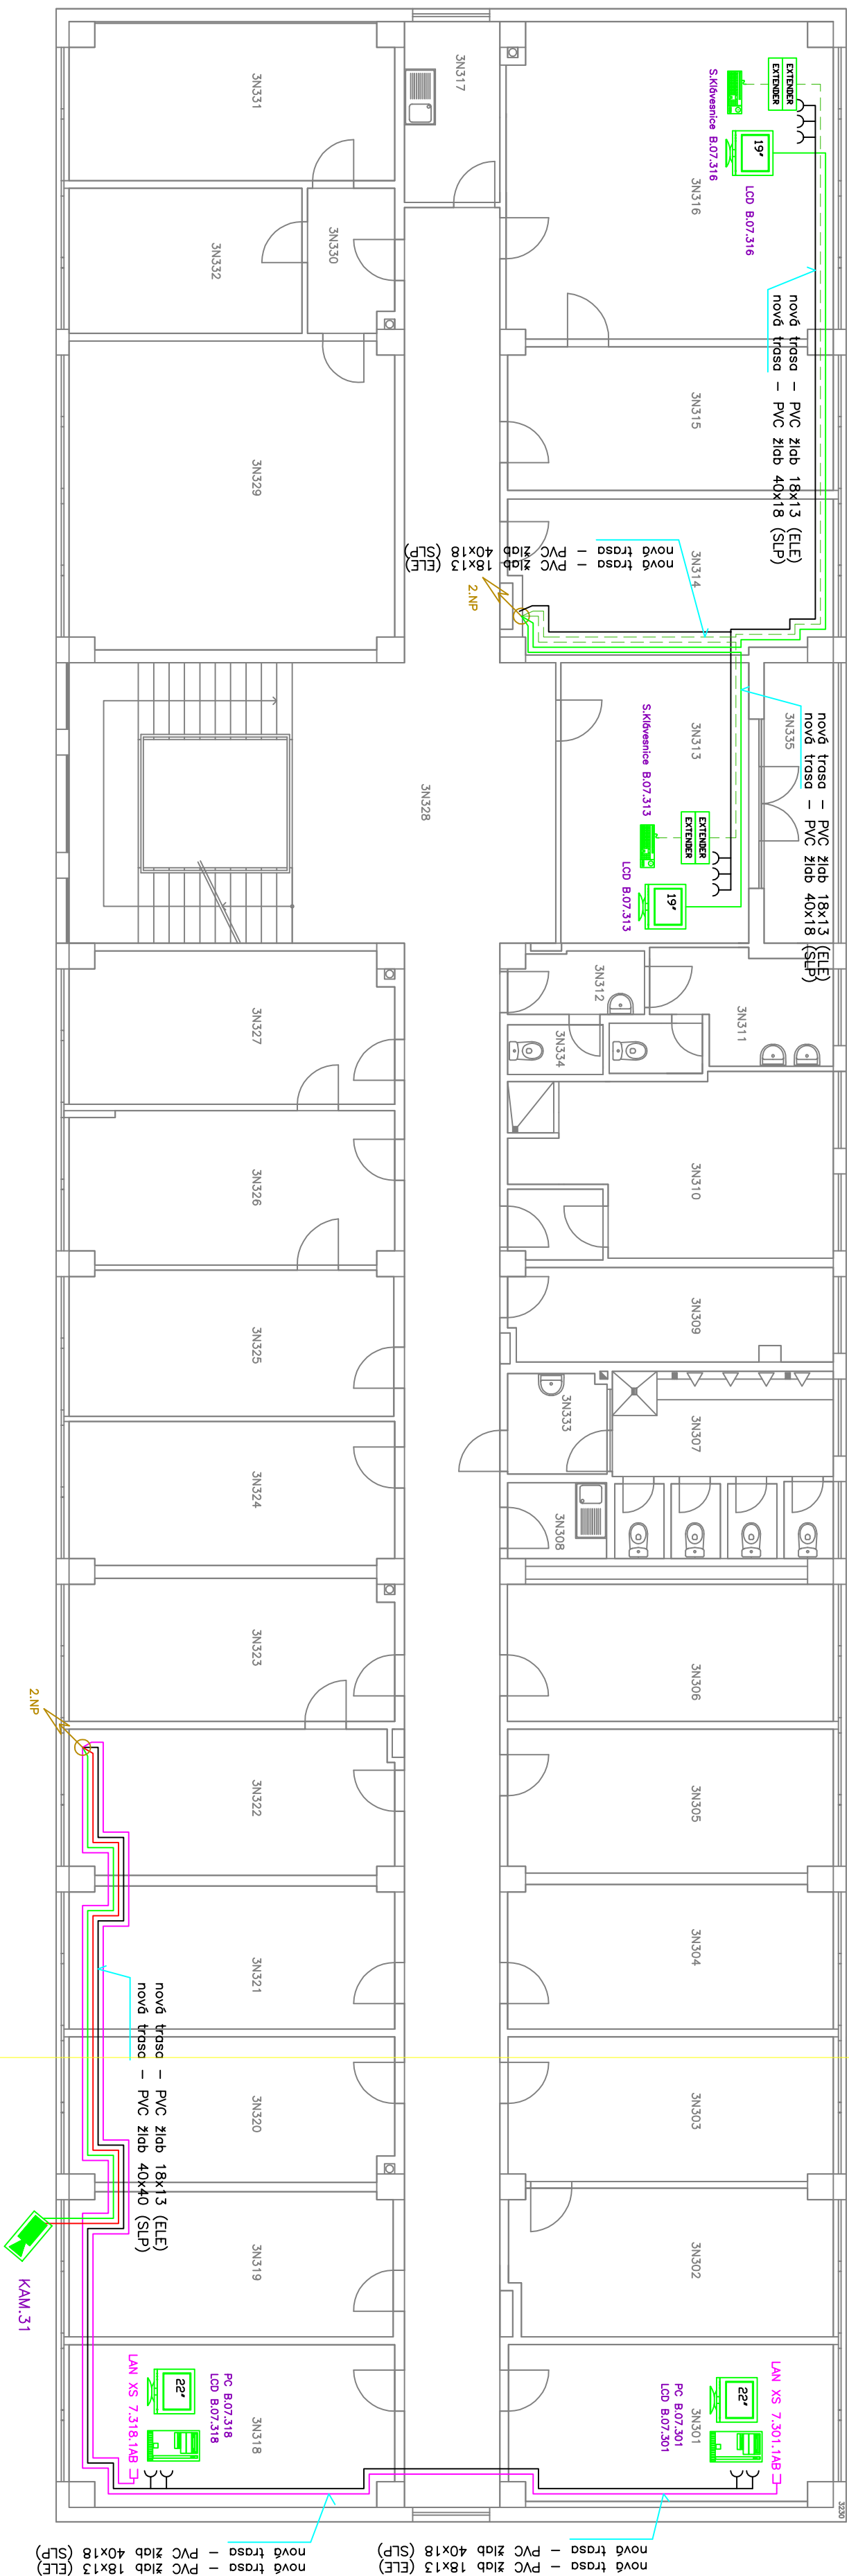 3N331
3N317
EXTENDER
EXTENDER
S.Klávesnice B.07.316
19"
LCD B.07.316
3N316
3N332
3N330
nová trasa – PVC žlab 18x13 (ELE)
nová trasa – PVC žlab 40x18 (SLP)
3N329
3N315
3N314
nová trasa – PVC žlab 40x18 (SLP)
nová trasa – PVC žlab 18x13 (ELE)
2.NP
3N313
3N335
nová trasa – PVC žlab 18x13 (ELE)
nová trasa – PVC žlab 40x18 (SLP)
S.Klávesnice B.07.313
EXTENDER
EXTENDER
19"
LCD B.07.313
3N328
3N327
3N312
3N334
3N311
3N326
3N310
3N325
3N309
3N324
3N333
3N307
3N308
3N323
3N306
2.NP
3N322
3N305
3N321
3N304
nová trasa – PVC žlab 18x13 (ELE)
nová trasa – PVC žlab 40x40 (SLP)
3N320
3N303
3N319
3N302
KAM.31
LAN XS 7.318.1AB
22"
PC B.07.318
LCD B.07.318
3N318
PC B.07.301
LCD B.07.301
3N301
22"
LAN XS 7.301.1AB
3230
nová trasa – PVC žlab 40x18 (SLP)
nová trasa – PVC žlab 18x13 (ELE)
nová trasa – PVC žlab 40x18 (SLP)
nová trasa – PVC žlab 18x13 (ELE)